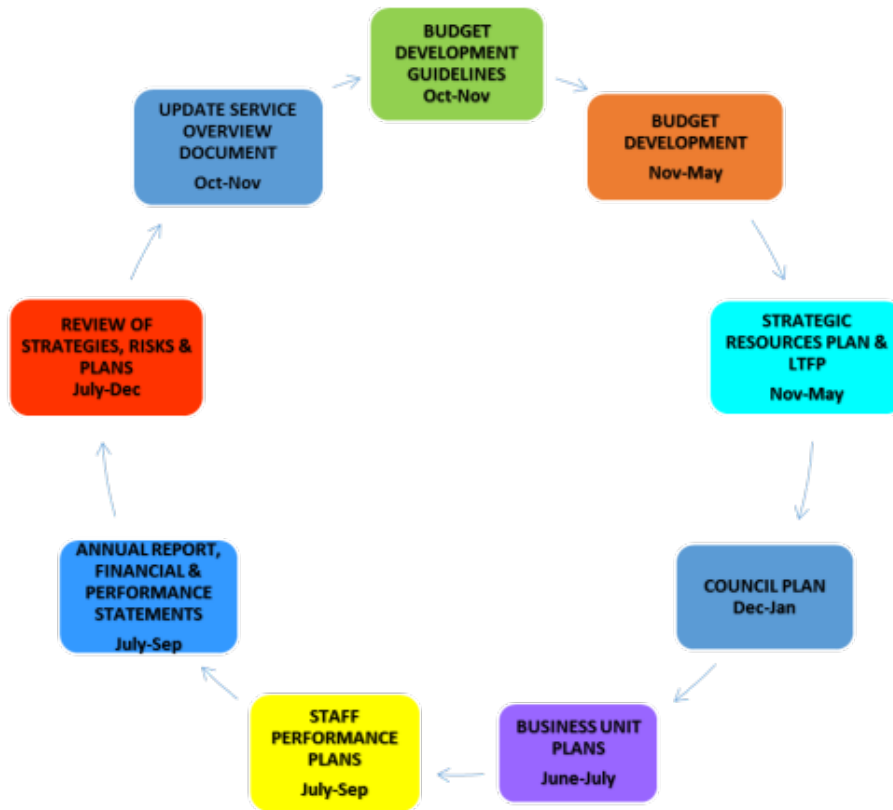 BUDGET
DEVELOPMENT
GUIDELINES
Oct-Nov
BUDGET
DEVELOPMENT
Nov-May
STRATEGIC
RESOURCES PLAN &
LTFP
Nov-May
COUNCIL PLAN
Dec-Jan
BUSINESS UNIT
PLANS
June-July
STAFF
PERFORMANCE
PLANS
July-Sep
ANNUAL REPORT,
FINANCIAL &
PERFORMANCE
STATEMENTS
July-Sep
REVIEW OF
STRATEGIES, RISKS &
PLANS
July-Dec
UPDATE SERVICE
OVERVIEW
DOCUMENT
Oct-Nov